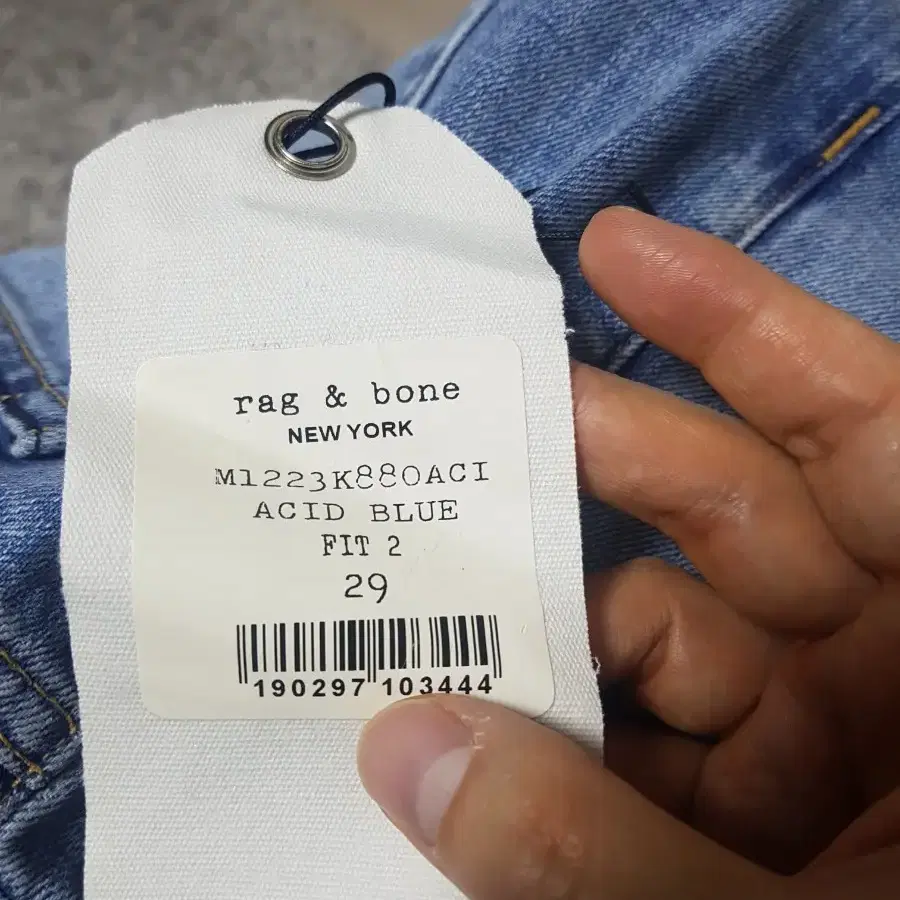 rag & bone
NEW YORK
M1223K880ACI
ACID BLUE
FIT 2
29
190297 103444